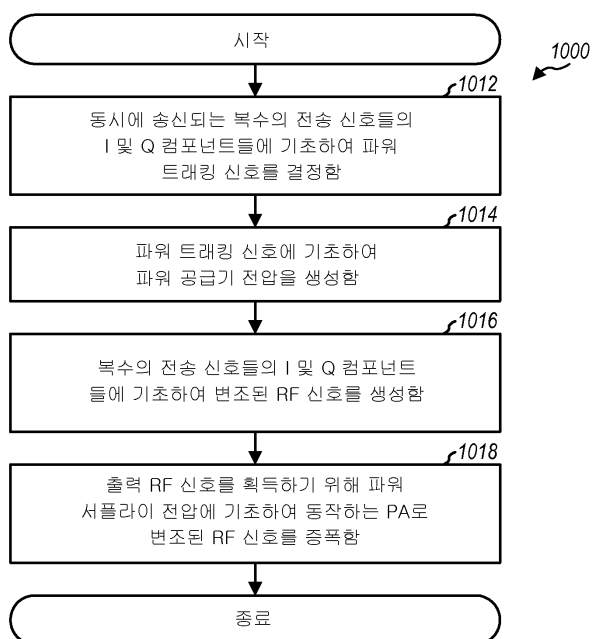 시작
1000
1012
동시에 송신되는 복수의 전송 신호들의
I 및 Q 컴포넌트들에 기초하여 파워
트래킹 신호를 결정함
1014
파워 트래킹 신호에 기초하여
파워 공급기 전압을 생성함
1016
복수의 전송 신호들의 I 및 Q 컴포넌트
들에 기초하여 변조된 RF 신호를 생성함
1018
출력 RF 신호를 획득하기 위해 파워
서플라이 전압에 기초하여 동작하는 PA로
변조된 RF 신호를 증폭함
종료